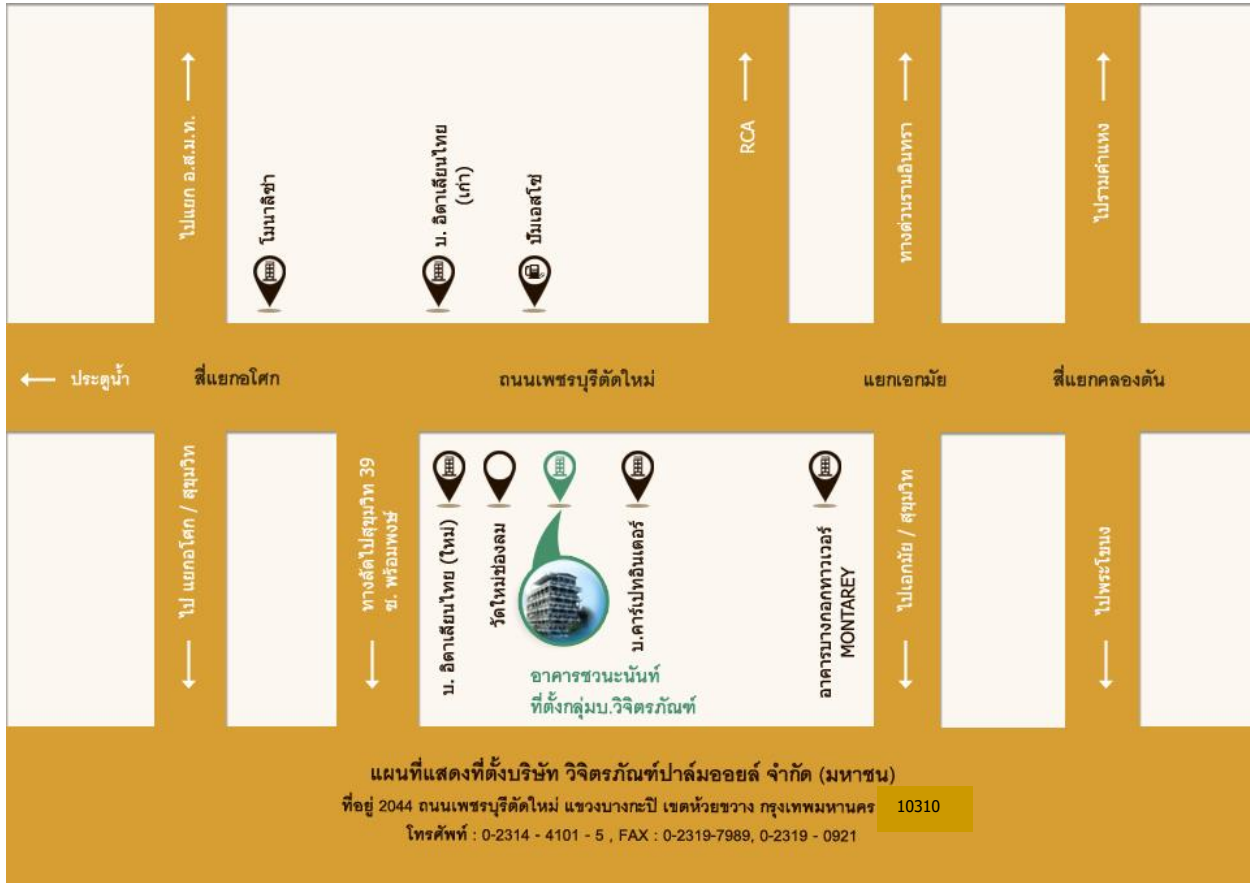 ไปแยก อ.ส.ม.ท.
โมนาลิซ่า
บ. อิตาเลียนไทย
(เก่า)
ปั๊มเอสโซ่
RCA
ทางด่วนรามอินทรา
ไปรามคำแหง
ประตูน้ำ
สี่แยกอโศก
ถนนเพชรบุรีตัดใหม่
แยกเอกมัย
สี่แยกคลองตัน
ไป แยกอโศก / สุขุมวิท
ทางลัดไปสุขุมวิท 39
ซ. พร้อมพงษ์
บ. อิตาเลียนไทย (ใหม่)
วัดใหม่ช่องลม
บ.คาร์เปทอินเตอร์
อาคารบางกอกทาวเวอร์
MONTAREY
ไปเอกมัย / สุขุมวิท
ไปพระโขนง
อาคารชวนะนันท์
ที่ตั้งกลุ่มบ.วิจิตรภัณฑ์
แผนที่แสดงที่ตั้งบริษัท วิจิตรภัณฑ์ปาล์มออยล์ จำกัด (มหาชน)
ที่อยู่ 2044 ถนนเพชรบุรีตัดใหม่ แขวงบางกะปิ เขตห้วยขวาง กรุงเทพมหานคร 10310
โทรศัพท์ : 0-2314 - 4101 - 5 , FAX : 0-2319-7989, 0-2319 - 0921